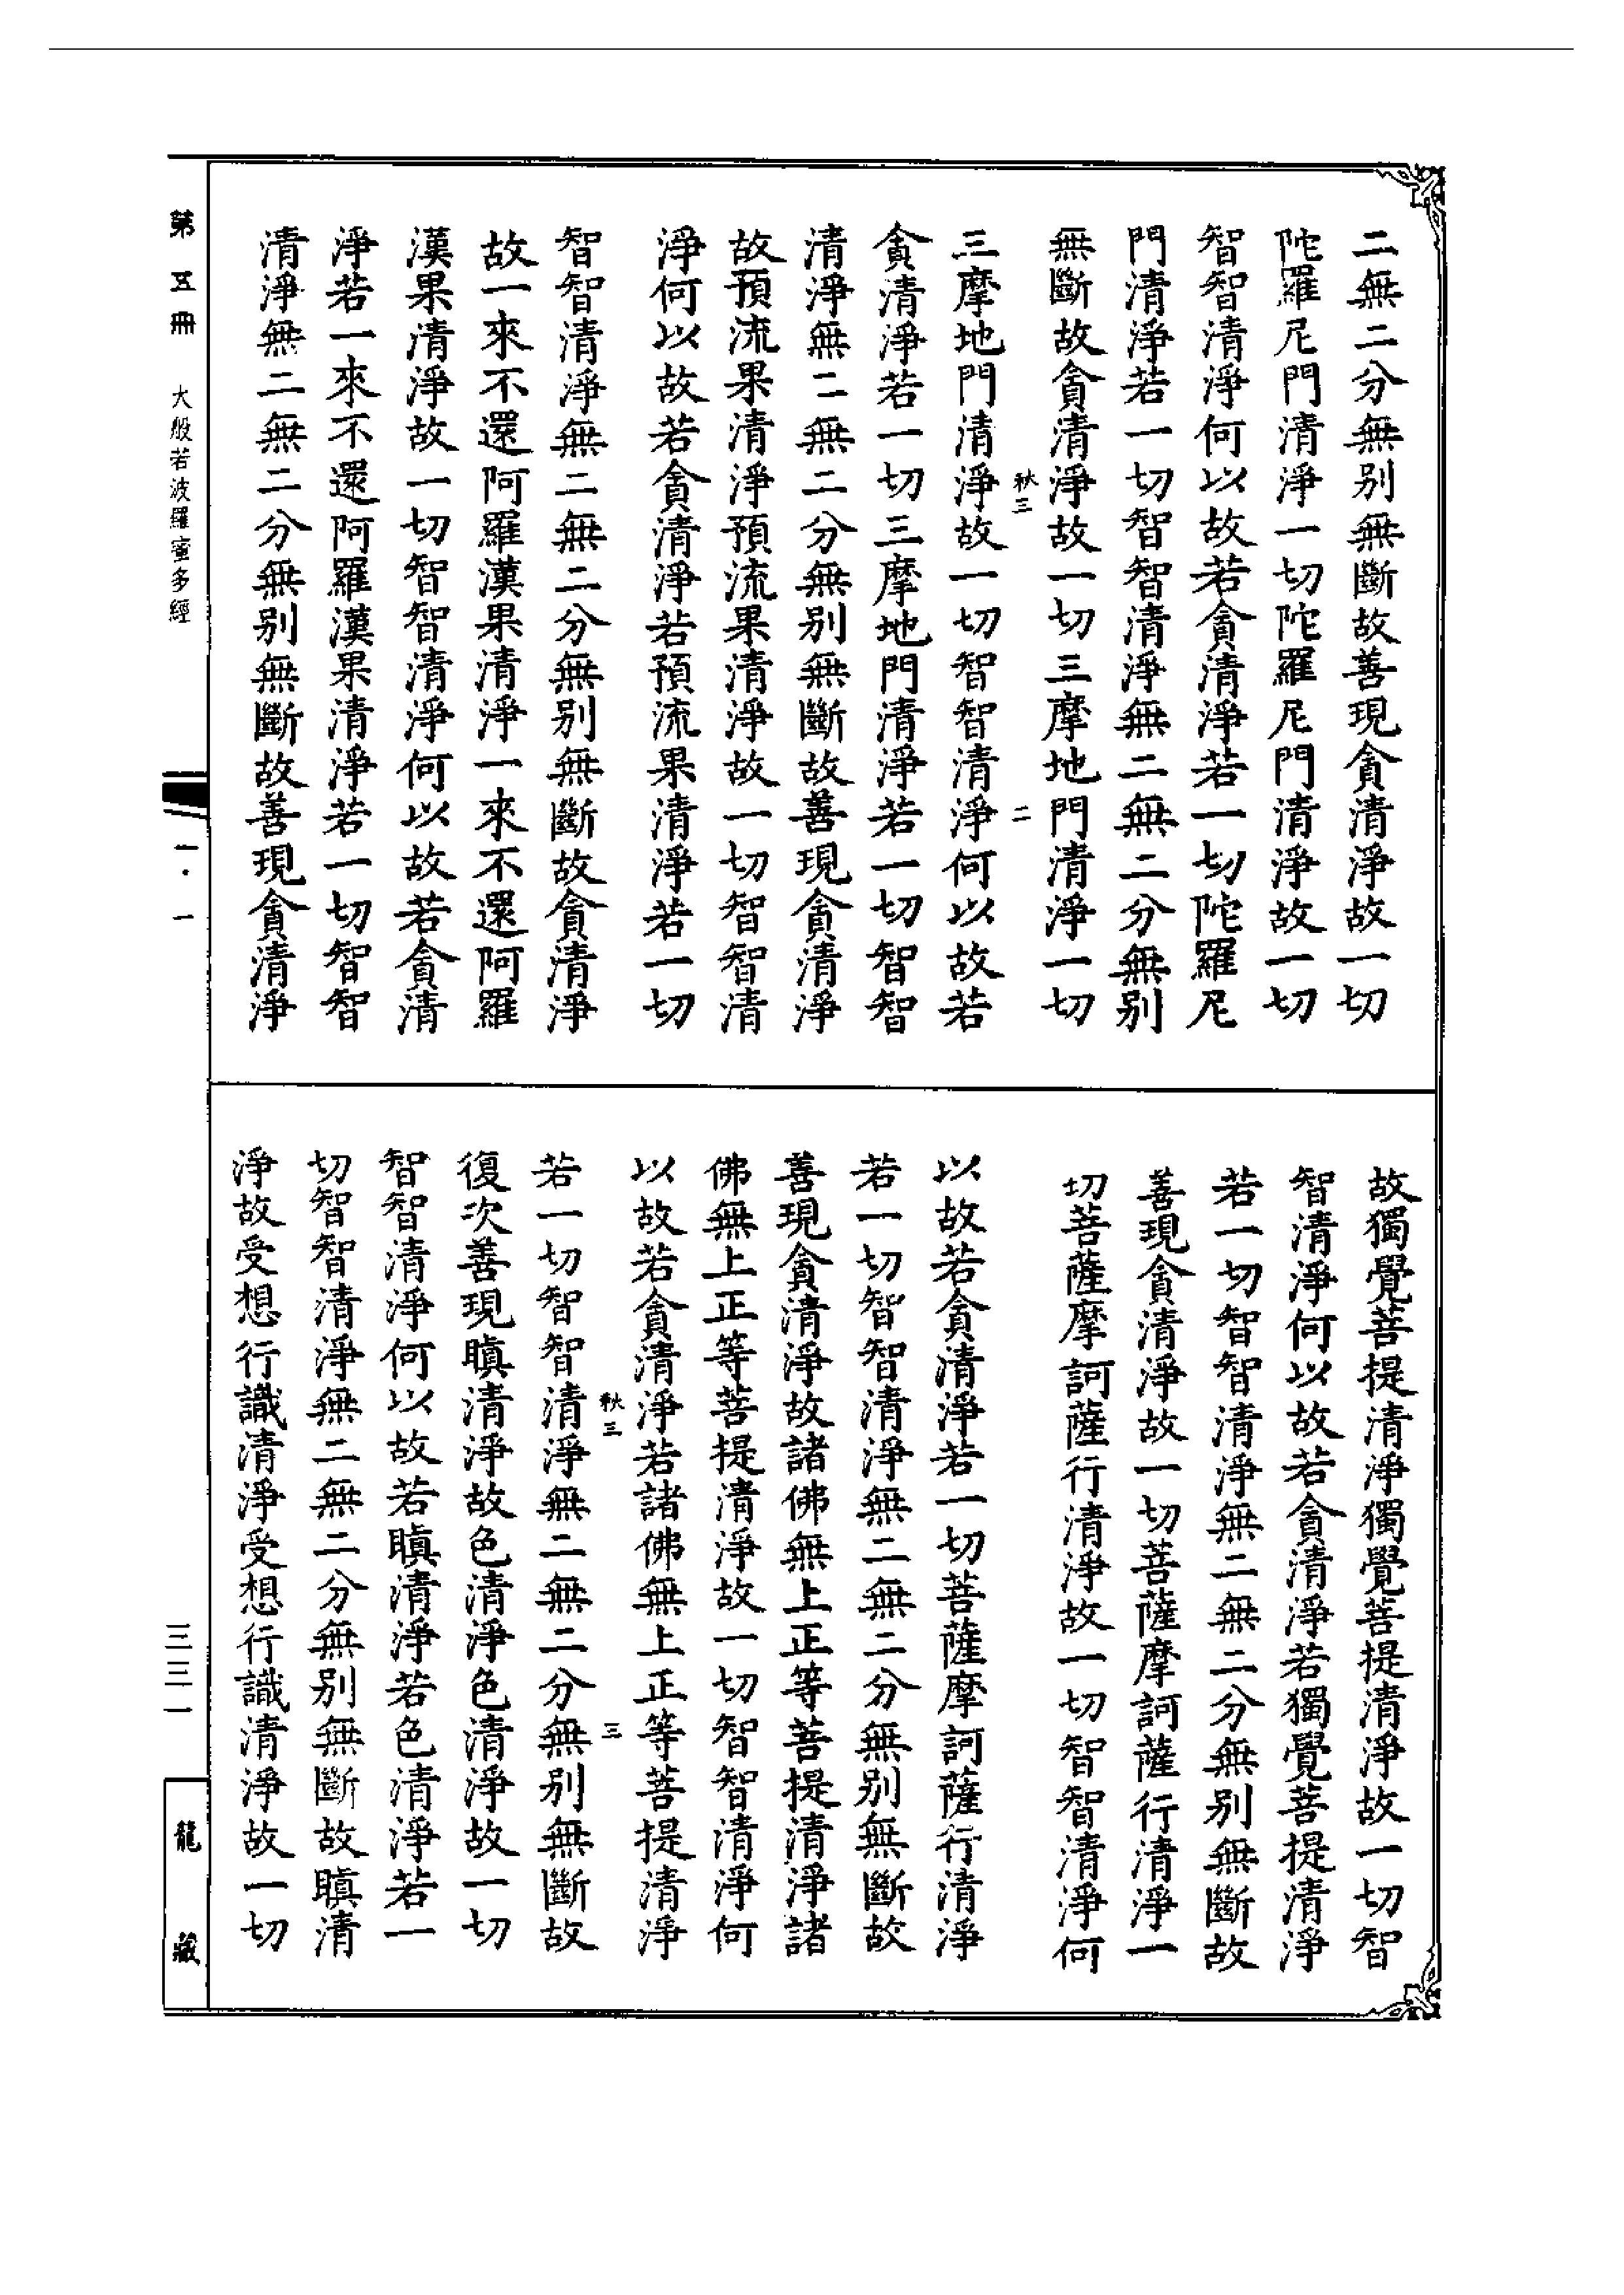 二無二分無别無斷故善現貪清淨故一切
陀羅尼門清淨一切陀羅尼門清淨故一切
智智清淨何以故若貪清淨若一切陀羅尼
門清淨若一切智智清淨無二無二分無别
無斷故貪清淨故一切三摩地門清淨一切
秋三 二
三摩地門清淨故一切智智清淨何以故若
貪清淨若一切三摩地門清淨若一切智智
清淨無二無二分無别無斷故善現貪清淨
故預流果清淨預流果清淨故一切智智清
淨何以故若貪清淨若預流果清淨若一切
智智清淨無二無二分無别無斷故貪清淨
故一來不還阿羅漢果清淨一來不還阿羅
漢果清淨故一切智智清淨何以故若貪清
淨若一來不還阿羅漢果清淨若一切智智
清淨無二無二分無别無斷故善現貪清淨
故獨覺菩提清淨獨覺菩提清淨故一切智
智清淨何以故若貪清淨若獨覺菩提清淨
若一切智智清淨無二無二分無别無斷故
善現貪清淨故一切菩薩摩訶薩行清淨一
切菩薩摩訶薩行清淨故一切智智清淨何
以故若貪清淨若一切菩薩摩訶薩行清淨
若一切智智清淨無二無二分無别無斷故
善現貪清淨故諸佛無上正等菩提清淨諸
佛無上正等菩提清淨故一切智智清淨何
以故若貪清淨若諸佛無上正等菩提清淨
秋三 三
若一切智智清淨無二無二分無别無斷故
復次善現瞋清淨故色清淨色清淨故一切
智智清淨何以故若瞋清淨若色清淨若一
切智智清淨無二無二分無别無斷故瞋清
淨故受想行識清淨受想行識清淨故一切
第五冊 大般若波羅蜜多經 一·一 三三一 龍藏